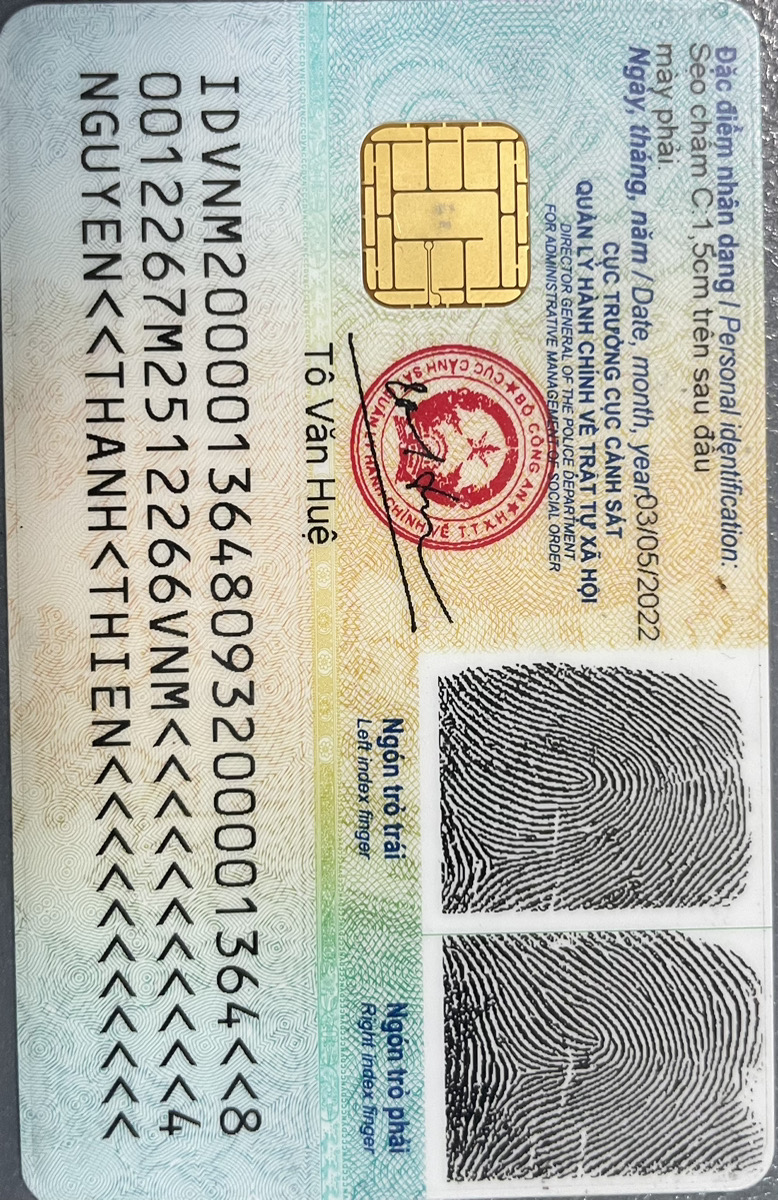 Đặc điểm nhân dạng / Personal identification:
Sẹo chấm C:1,5cm trên sau đầu
mày phải.
Ngày, tháng, năm / Date, month, year: 03/05/2022
CỤC TRƯỞNG CỤC CẢNH SÁT
QUẢN LÝ HÀNH CHÍNH VỀ TRẬT TỰ XÃ HỘI
DIRECTOR GENERAL OF THE POLICE DEPARTMENT
FOR ADMINISTRATIVE MANAGEMENT OF SOCIAL ORDER
BỘ CÔNG AN
CỤC CẢNH SÁT QUẢN LÝ HÀNH CHÍNH VỀ T.T.X.H
Tô Văn Huệ
Ngón trỏ trái
Left index finger
Ngón trỏ phải
Right index finger
IDVNM2000013648093200001364<<8
0012267M2512266VNM<<<<<<<<<<<4
NGUYEN<<THANH<THIEN<<<<<<<<<<<